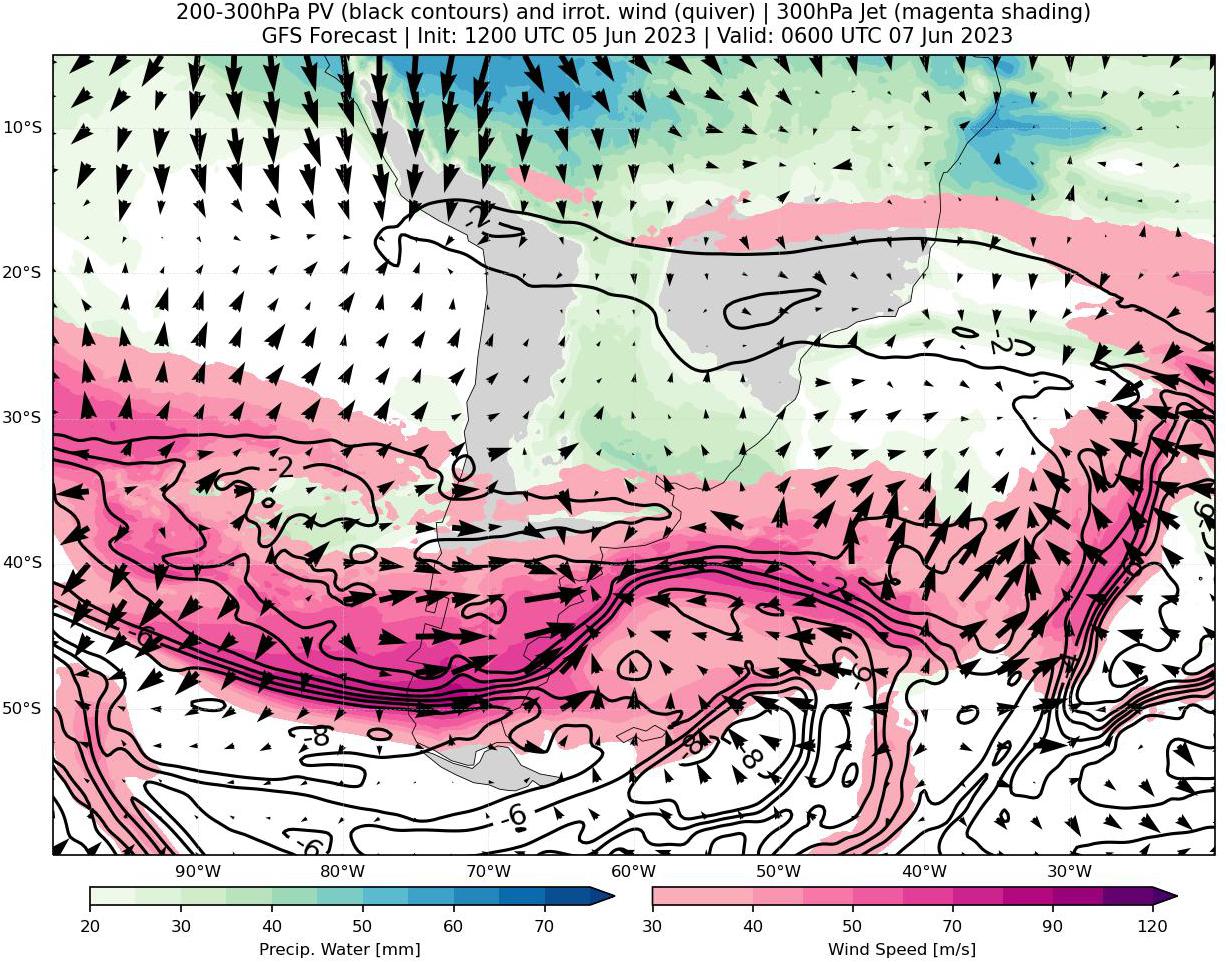 200-300hPa PV (black contours) and irrot. wind (quiver) | 300hPa Jet (magenta shading)
GFS Forecast | Init: 1200 UTC 05 Jun 2023 | Valid: 0600 UTC 07 Jun 2023
10°S
-2
20°S
-2
30°S
-2
-6
40°S
-2
-6
-6
50°S
-8
-8
8
-6
-6
90°W 80°W 70°W 60°W 50°W 40°W 30°W
20 30 40 50 60 70
Precip. Water [mm]
30 40 50 70 90 120
Wind Speed [m/s]